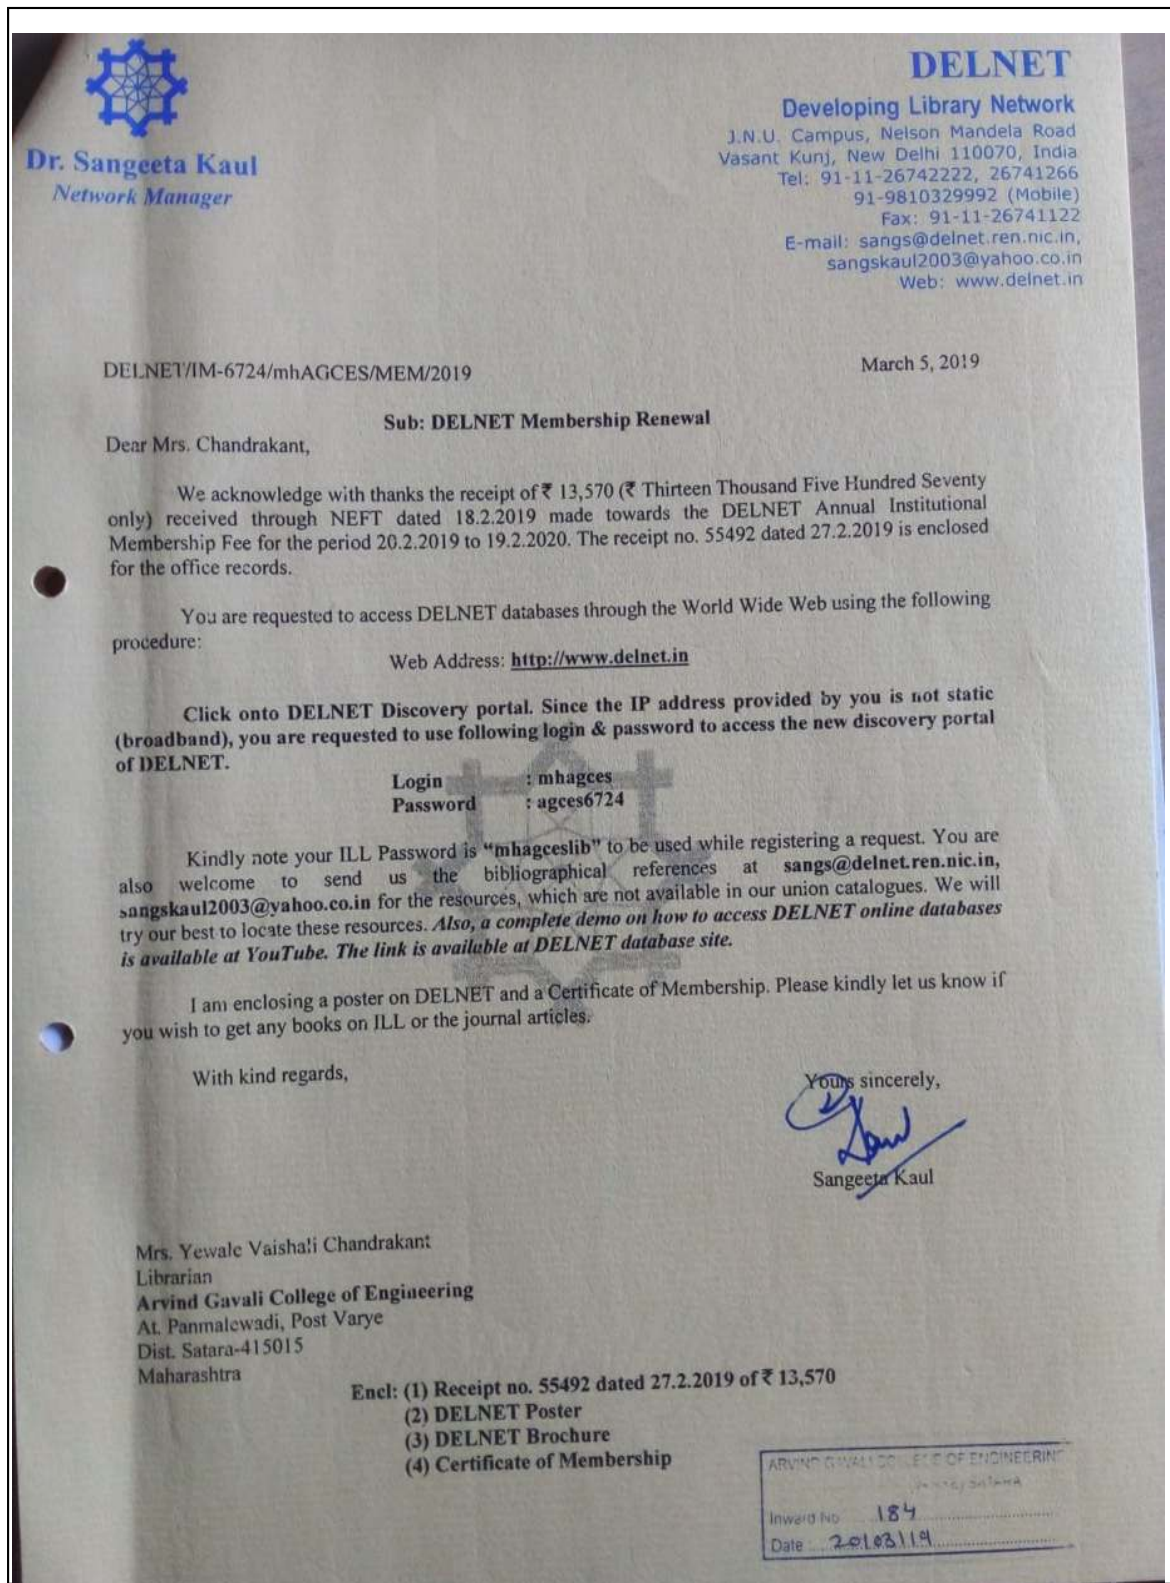 Dr. Sangeeta Kaul
Network Manager
DELNET
Developing Library Network
J.N.U. Campus, Nelson Mandela Road
Vasant Kunj, New Delhi 110070, India
Tel: 91-11-26742222, 26741266
91-9810329992 (Mobile)
Fax: 91-11-26741122
E-mail: sangs@delnet.ren.nic.in,
sangskaul2003@yahoo.co.in
Web: www.delnet.in
DELNET/IM-6724/mhAGCES/MEM/2019
March 5, 2019
Sub: DELNET Membership Renewal
Dear Mrs. Chandrakant,
We acknowledge with thanks the receipt of ₹ 13,570 (₹ Thirteen Thousand Five Hundred Seventy
only) received through NEFT dated 18.2.2019 made towards the DELNET Annual Institutional
Membership Fee for the period 20.2.2019 to 19.2.2020. The receipt no. 55492 dated 27.2.2019 is enclosed
for the office records.
You are requested to access DELNET databases through the World Wide Web using the following
procedure:
Web Address: http://www.delnet.in
Click onto DELNET Discovery portal. Since the IP address provided by you is not static
(broadband), you are requested to use following login & password to access the new discovery portal
of DELNET.
Login : mhagces
Password : agces6724
Kindly note your ILL Password is "mhagceslib" to be used while registering a request. You are
also welcome to send us the bibliographical references at sangs@delnet.ren.nic.in,
sangskaul2003@yahoo.co.in for the resources, which are not available in our union catalogues. We will
try our best to locate these resources. Also, a complete demo on how to access DELNET online databases
is available at YouTube. The link is available at DELNET database site.
I am enclosing a poster on DELNET and a Certificate of Membership. Please kindly let us know if
you wish to get any books on ILL or the journal articles.
With kind regards,
Yours sincerely,
Sangeeta Kaul
Mrs. Yewale Vaishali Chandrakant
Librarian
Arvind Gavali College of Engineering
At. Panmalewadi, Post Varye
Dist. Satara-415015
Maharashtra
Encl: (1) Receipt no. 55492 dated 27.2.2019 of ₹ 13,570
(2) DELNET Poster
(3) DELNET Brochure
(4) Certificate of Membership
ARVIND GAVALI COLLEGE OF ENGINEERING
SATARA
Inward No 184
Date 20/03/19